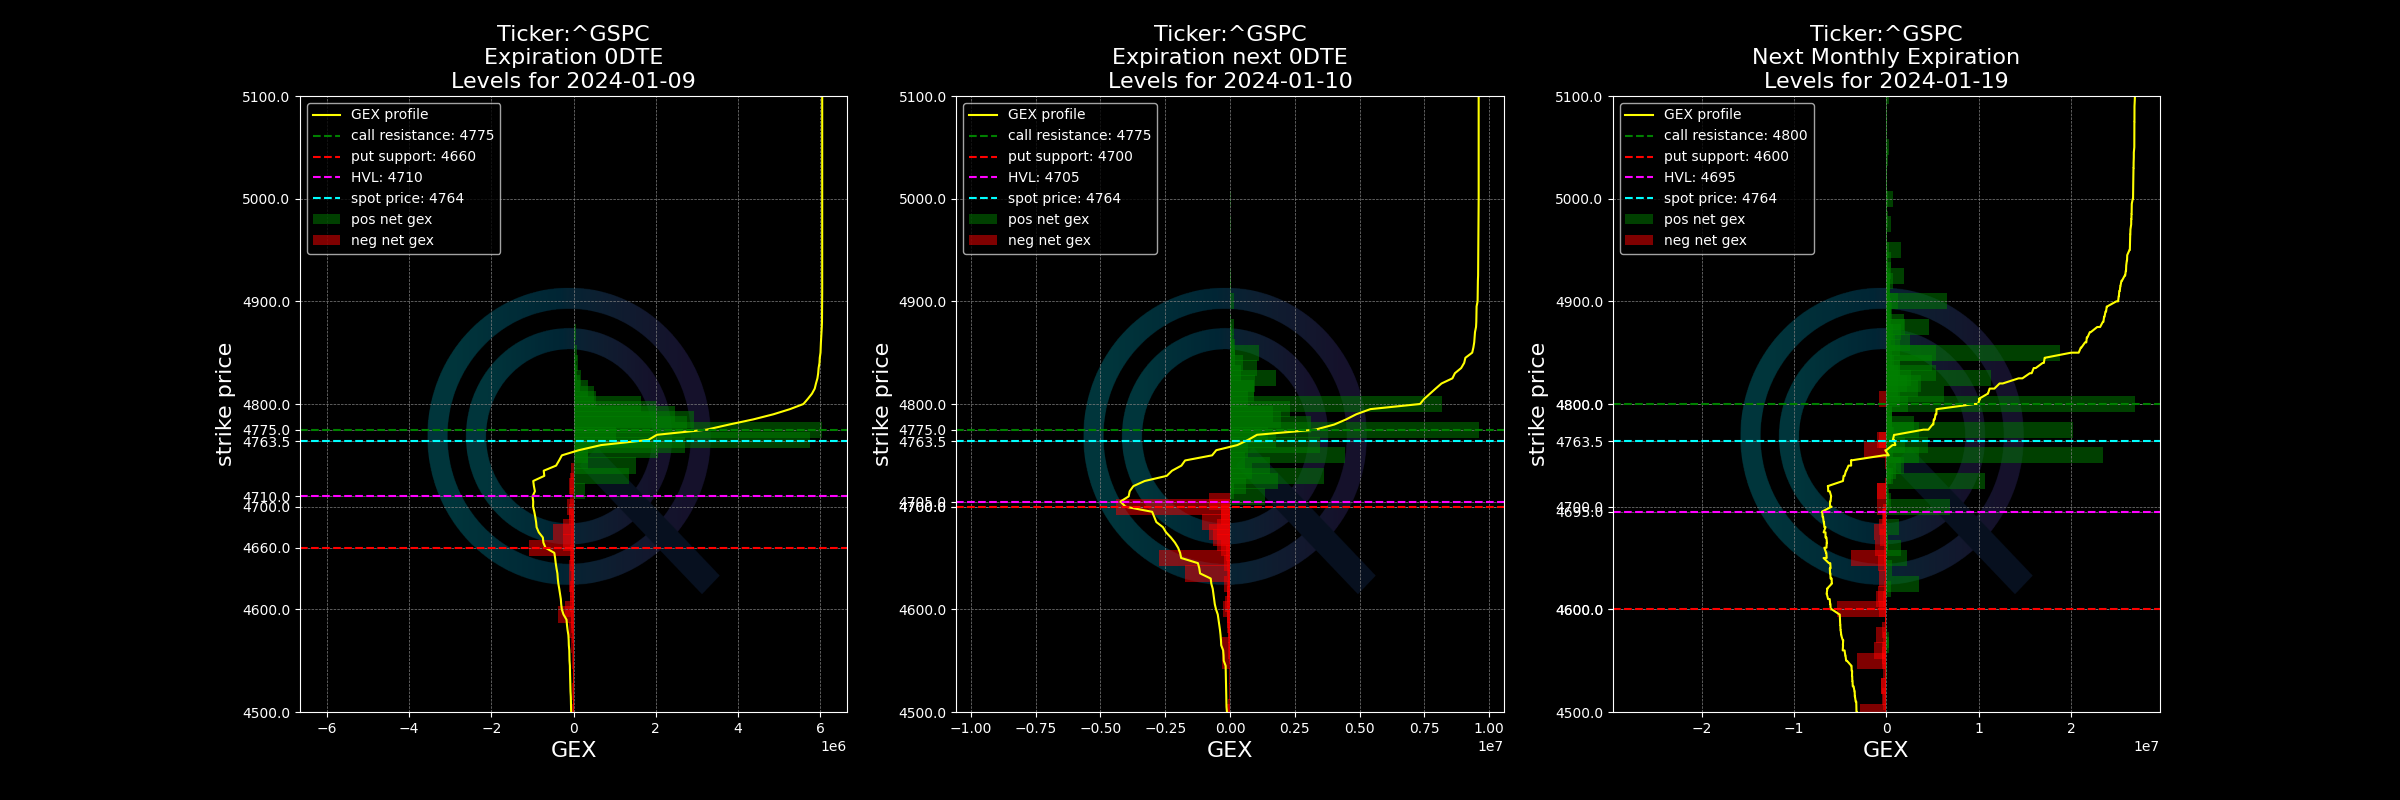 Ticker:^GSPC
Expiration 0DTE
Levels for 2024-01-09
GEX profile
call resistance: 4775
put support: 4660
HVL: 4710
spot price: 4764
pos net gex
neg net gex
5100.0
5000.0
4900.0
4800.0
4775.0
4763.5
4710.0
4700.0
4660.0
4600.0
4500.0
strike price
−6
−4
−2
0
2
4
6
1e6
GEX
Ticker:^GSPC
Expiration next 0DTE
Levels for 2024-01-10
GEX profile
call resistance: 4775
put support: 4700
HVL: 4705
spot price: 4764
pos net gex
neg net gex
5100.0
5000.0
4900.0
4800.0
4775.0
4763.5
4705.0
4700.0
4600.0
4500.0
strike price
−1.00
−0.75
−0.50
−0.25
0.00
0.25
0.50
0.75
1.00
1e7
GEX
Ticker:^GSPC
Next Monthly Expiration
Levels for 2024-01-19
GEX profile
call resistance: 4800
put support: 4600
HVL: 4695
spot price: 4764
pos net gex
neg net gex
5100.0
5000.0
4900.0
4800.0
4763.5
4700.0
4695.0
4600.0
4500.0
strike price
−2
−1
0
1
2
1e7
GEX